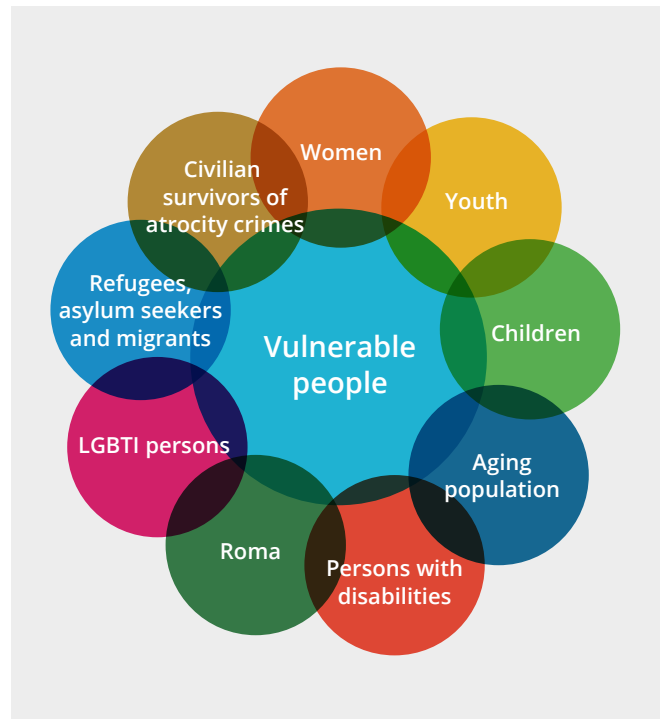 Women
Youth
Children
Aging
population
Persons with
disabilities
Roma
LGBTI persons
Refugees,
asylum seekers
and migrants
Civilian
survivors of
atrocity crimes
Vulnerable
people